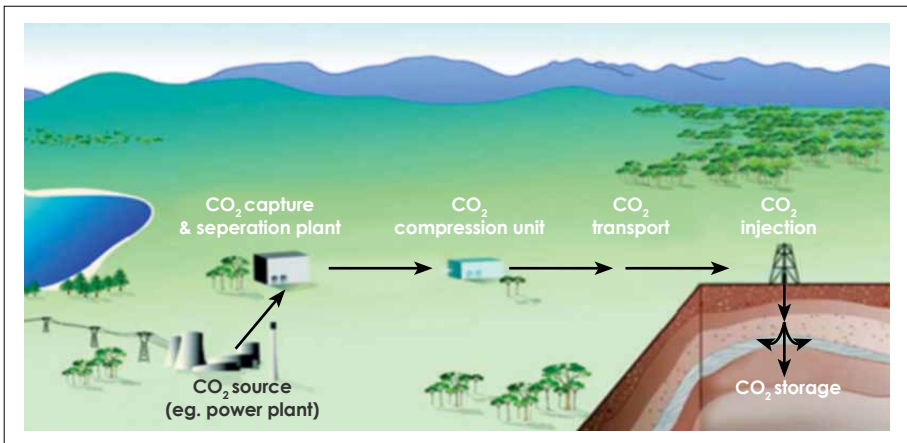 CO₂ capture
& seperation plant
CO₂
compression unit
CO₂
transport
CO₂
injection
CO₂ source
(eg. power plant)
CO₂ storage